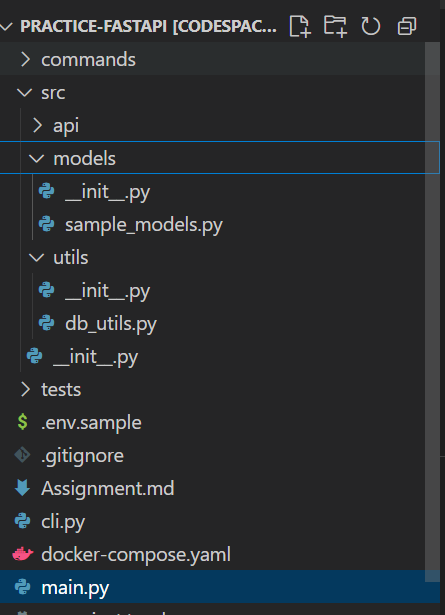 PRACTICE-FASTAPI [CODESPAC...
commands
src
api
models
__init__.py
sample_models.py
utils
__init__.py
db_utils.py
__init__.py
tests
.env.sample
.gitignore
Assignment.md
cli.py
docker-compose.yaml
main.py